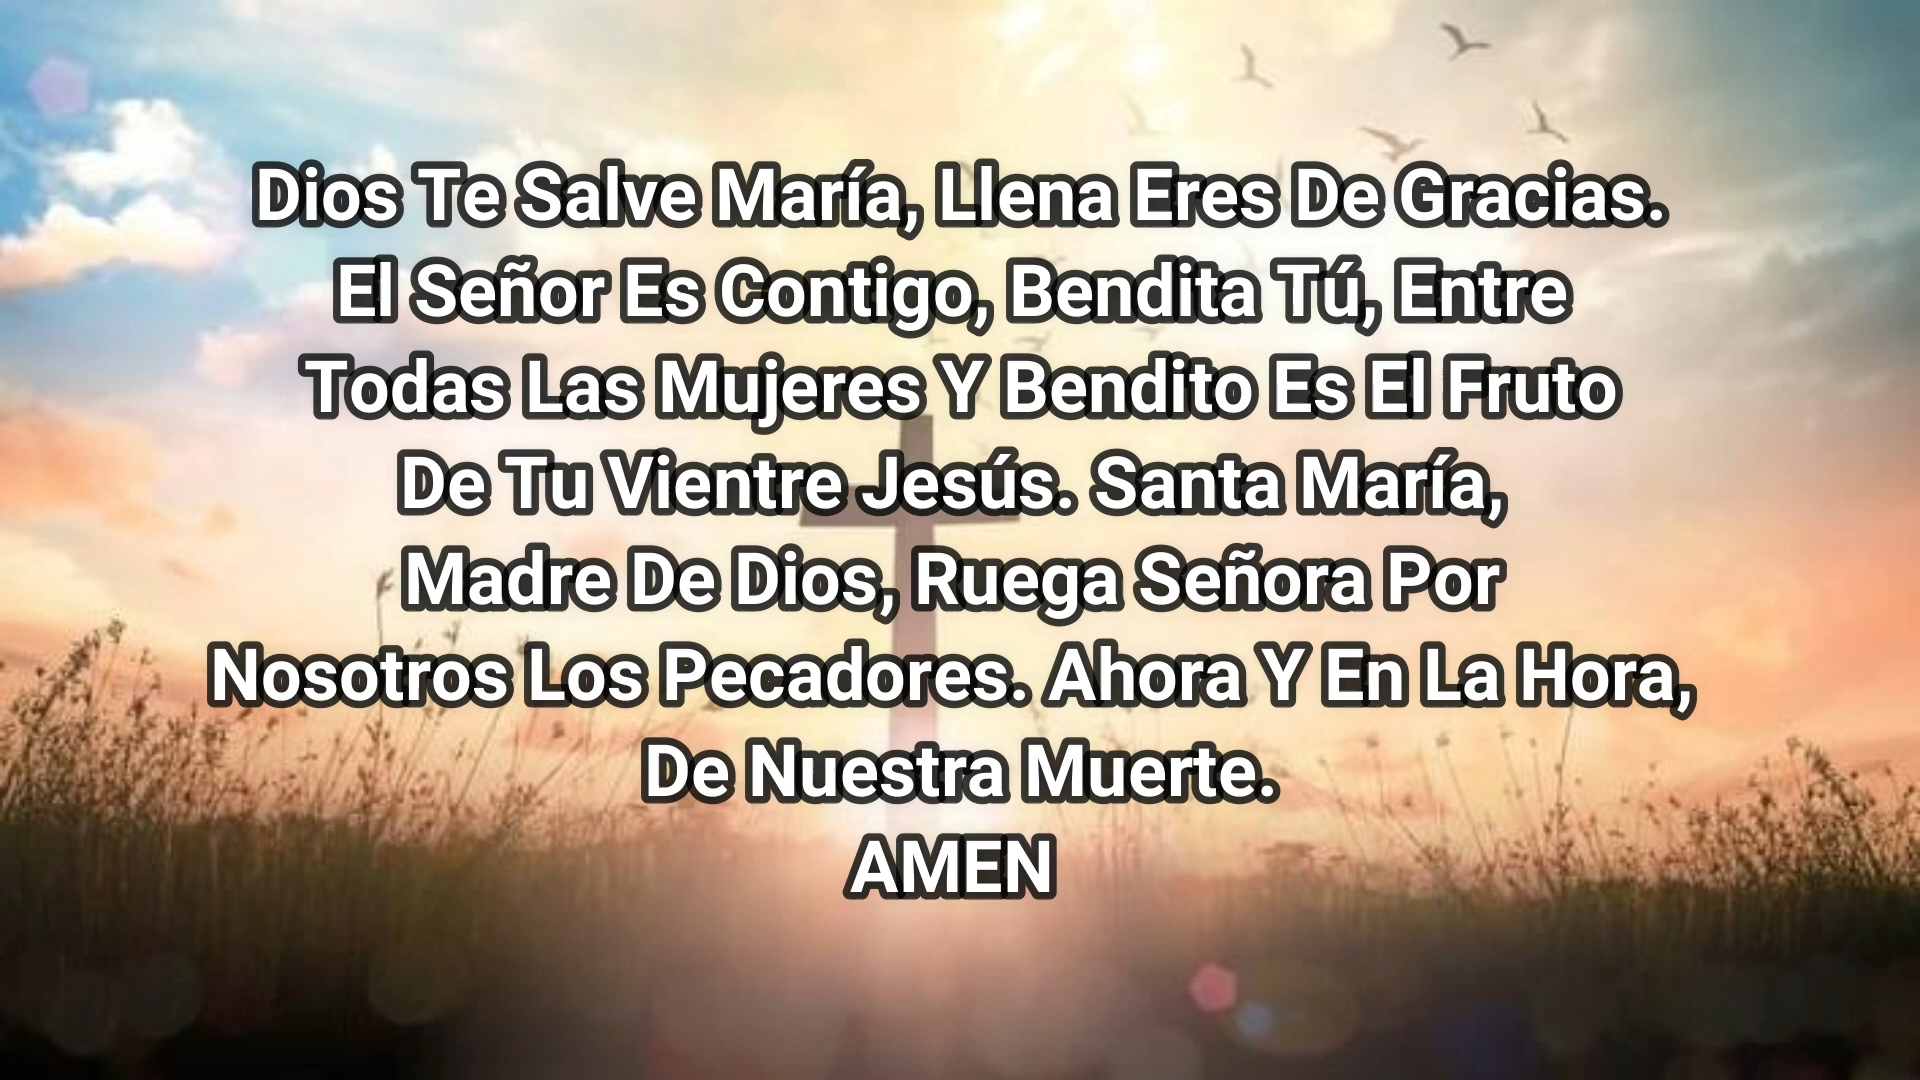 Dios Te Salve María, Llena Eres De Gracias.
El Señor Es Contigo, Bendita Tú, Entre
Todas Las Mujeres Y Bendito Es El Fruto
De Tu Vientre Jesús. Santa María,
Madre De Dios, Ruega Señora Por
Nosotros Los Pecadores. Ahora Y En La Hora,
De Nuestra Muerte.
AMEN